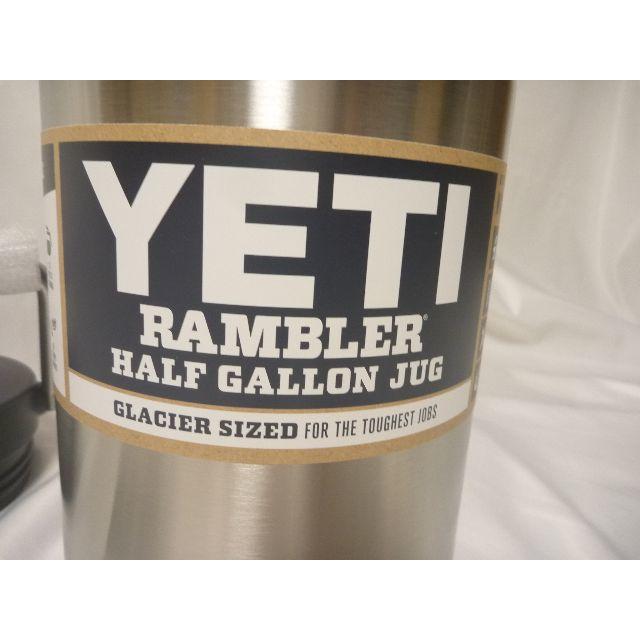 YETI
RAMBLER®
HALF GALLON JUG
GLACIER SIZED FOR THE TOUGHEST JOBS